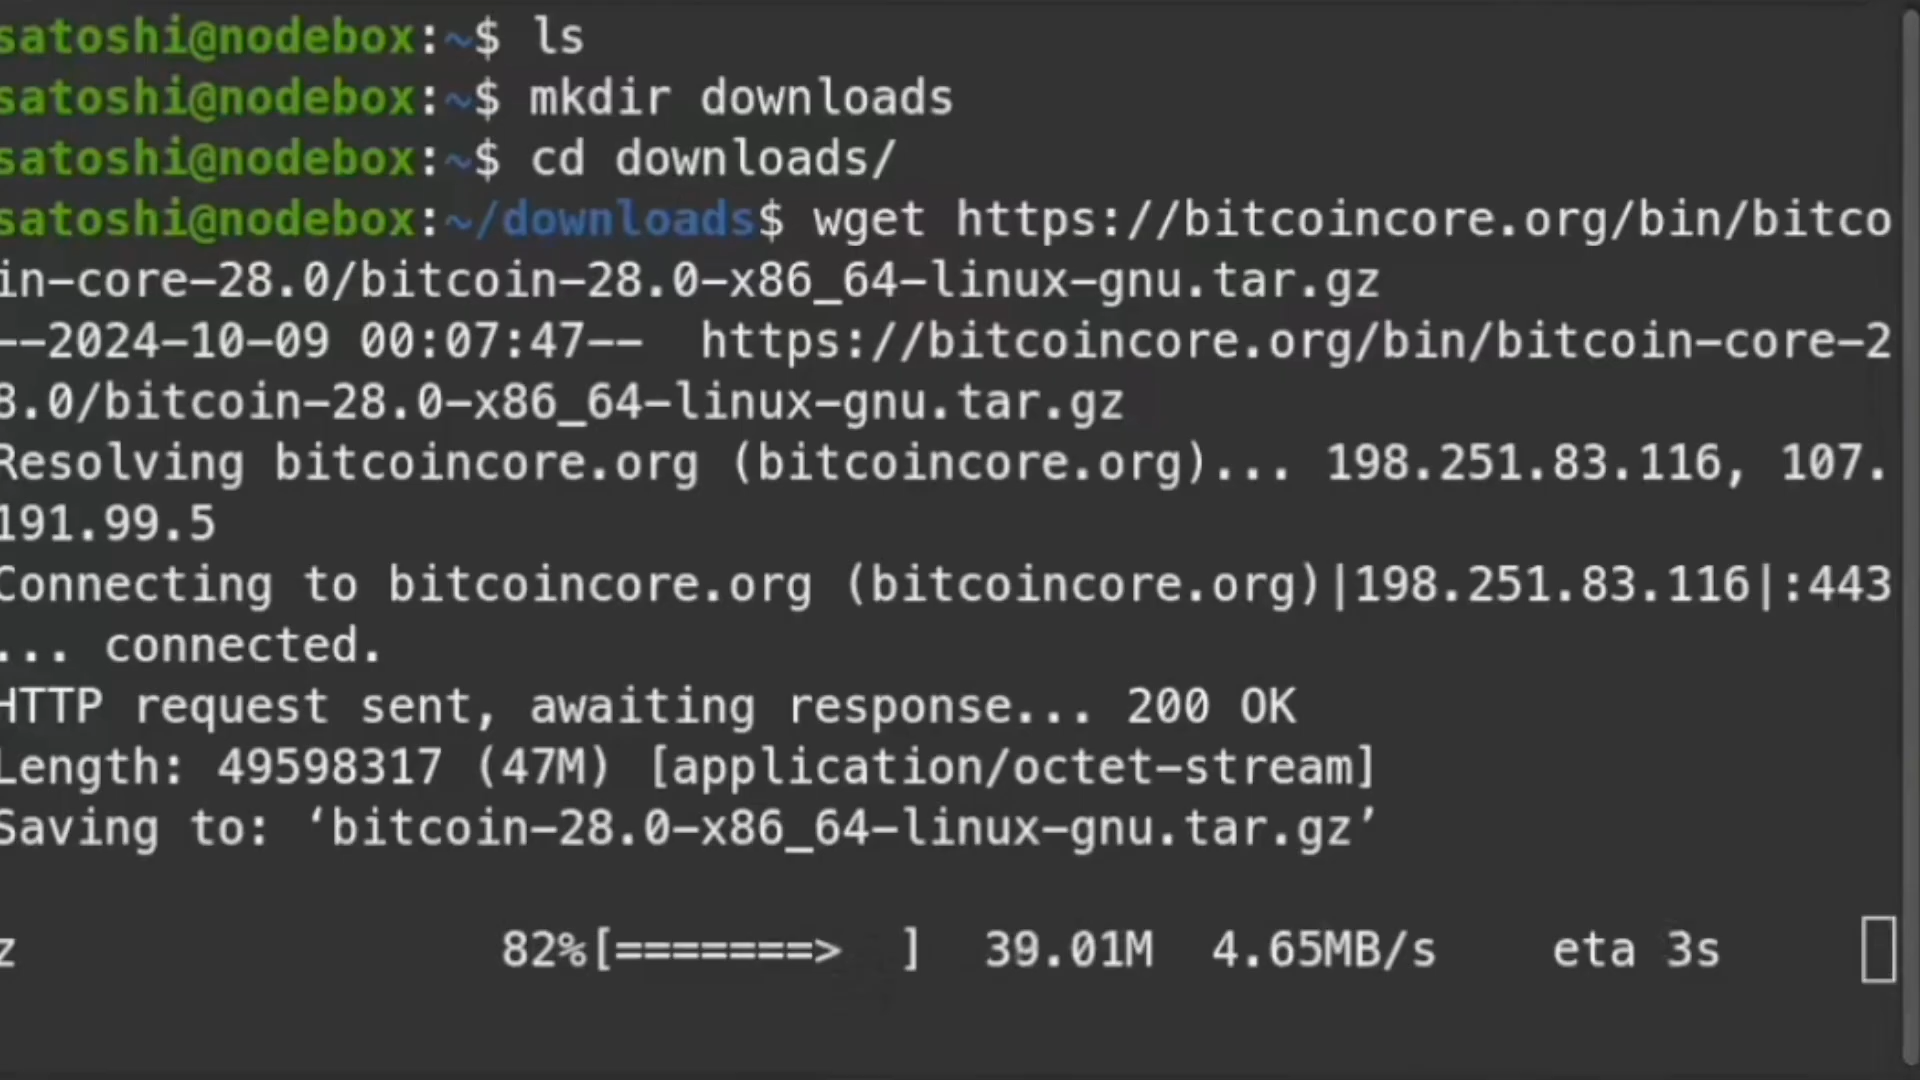 satoshi@nodebox:~$ ls
satoshi@nodebox:~$ mkdir downloads
satoshi@nodebox:~$ cd downloads/
satoshi@nodebox:~/downloads$ wget https://bitcoincore.org/bin/bitco
in-core-28.0/bitcoin-28.0-x86_64-linux-gnu.tar.gz
--2024-10-09 00:07:47--  https://bitcoincore.org/bin/bitcoin-core-2
8.0/bitcoin-28.0-x86_64-linux-gnu.tar.gz
Resolving bitcoincore.org (bitcoincore.org)... 198.251.83.116, 107.
191.99.5
Connecting to bitcoincore.org (bitcoincore.org)|198.251.83.116|:443
... connected.
HTTP request sent, awaiting response... 200 OK
Length: 49598317 (47M) [application/octet-stream]
Saving to: ‘bitcoin-28.0-x86_64-linux-gnu.tar.gz’
z 82%[=======>  ] 39.01M 4.65MB/s eta 3s